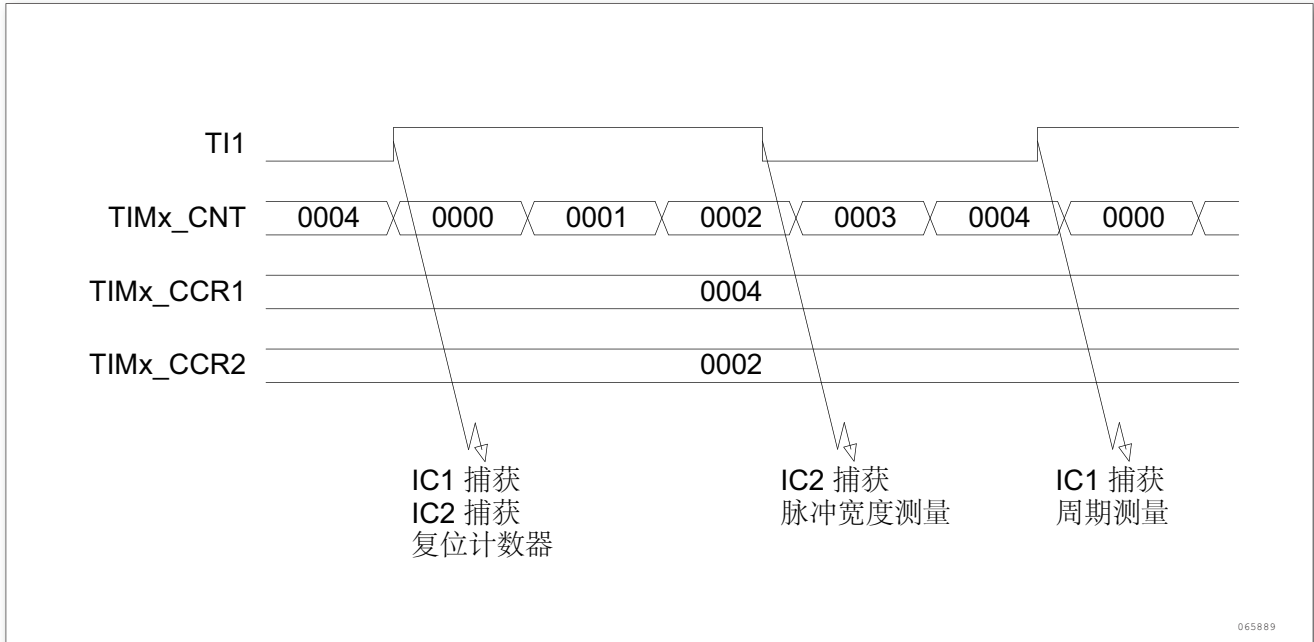 TI1
TIMx_CNT 0004 0000 0001 0002 0003 0004 0000
TIMx_CCR1 0004
TIMx_CCR2 0002
IC1 捕获
IC2 捕获
复位计数器
IC2 捕获
脉冲宽度测量
IC1 捕获
周期测量
065889